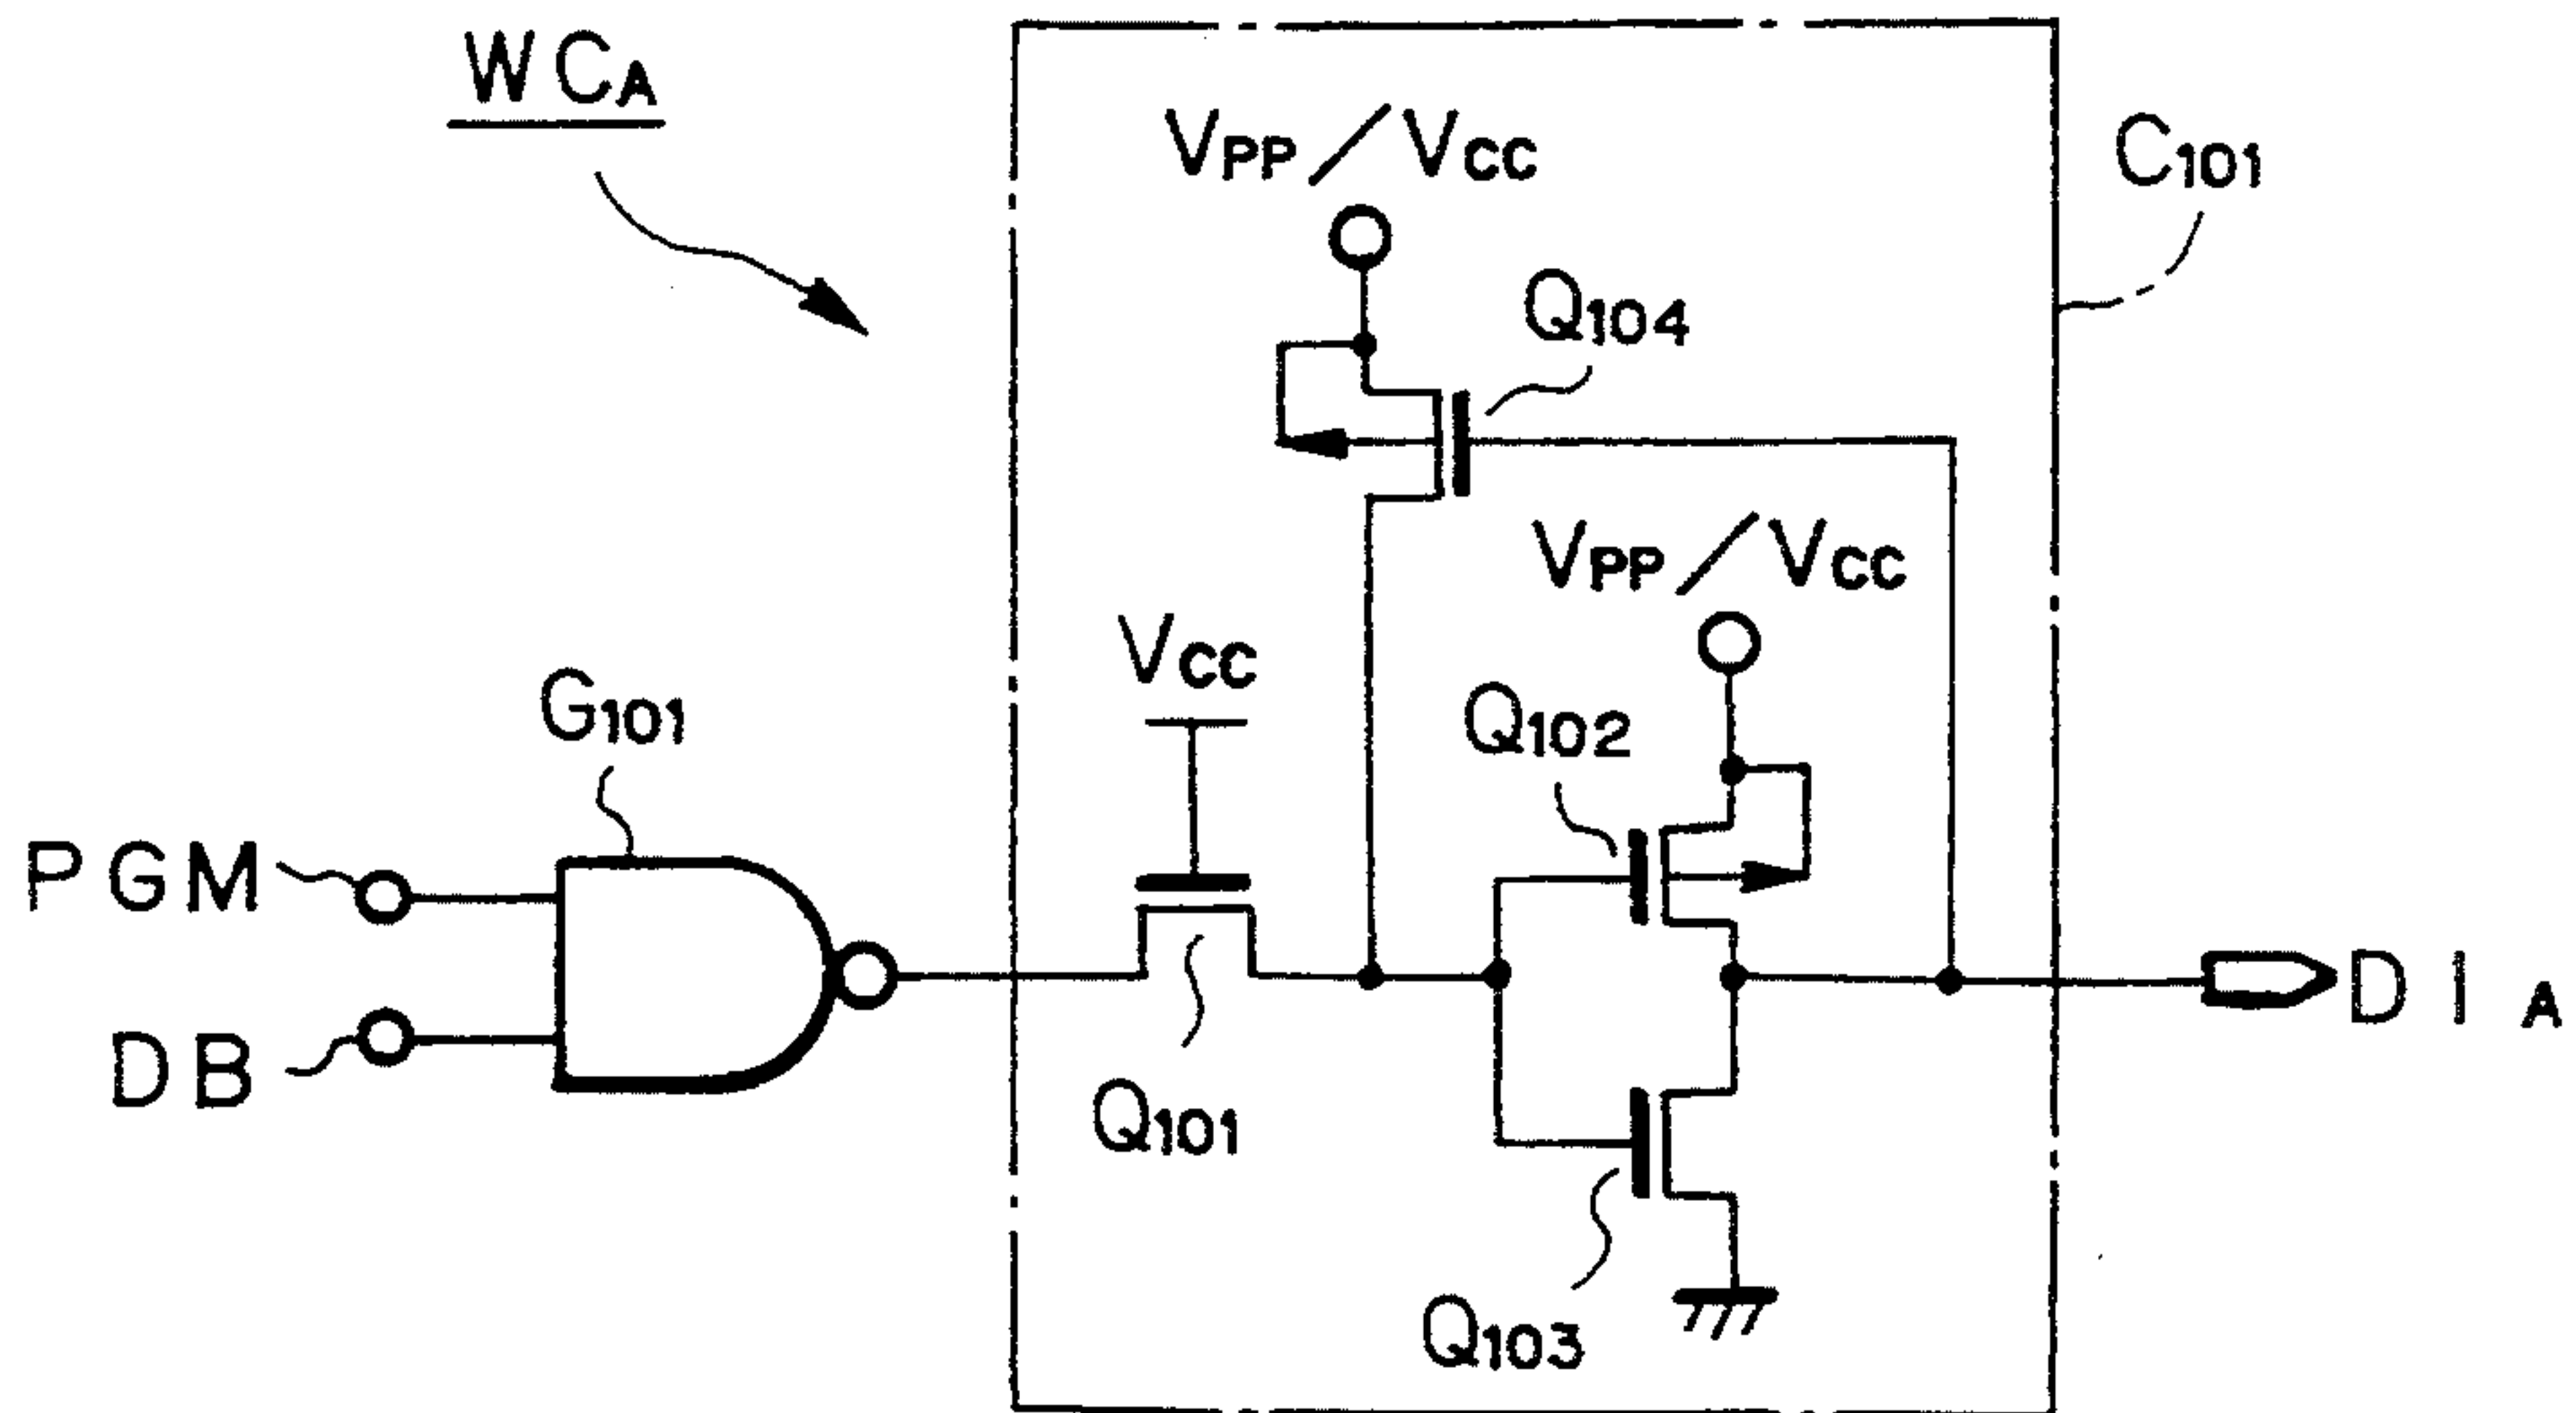 WCA
VPP/VCC
C101
Q104
VPP/VCC
VCC
G101
Q102
PGM
DB
DIA
Q101
Q103